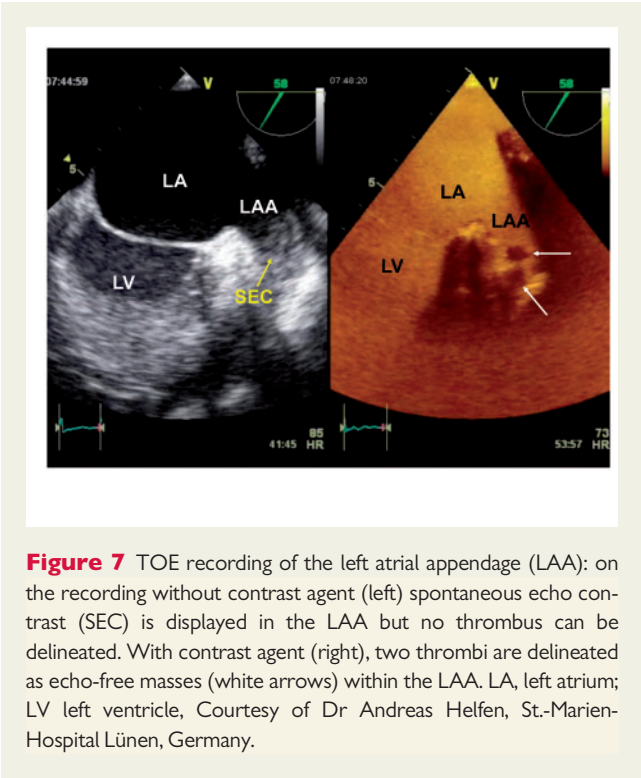 07:44:59
V
58
07:48:20
V
58
5
LA
LAA
LV
SEC
5
LA
LAA
LV
85
41:45 HR
73
53:57 HR
Figure 7 TOE recording of the left atrial appendage (LAA): on
the recording without contrast agent (left) spontaneous echo con-
trast (SEC) is displayed in the LAA but no thrombus can be
delineated. With contrast agent (right), two thrombi are delineated
as echo-free masses (white arrows) within the LAA. LA, left atrium;
LV left ventricle, Courtesy of Dr Andreas Helfen, St.-Marien-
Hospital Lünen, Germany.